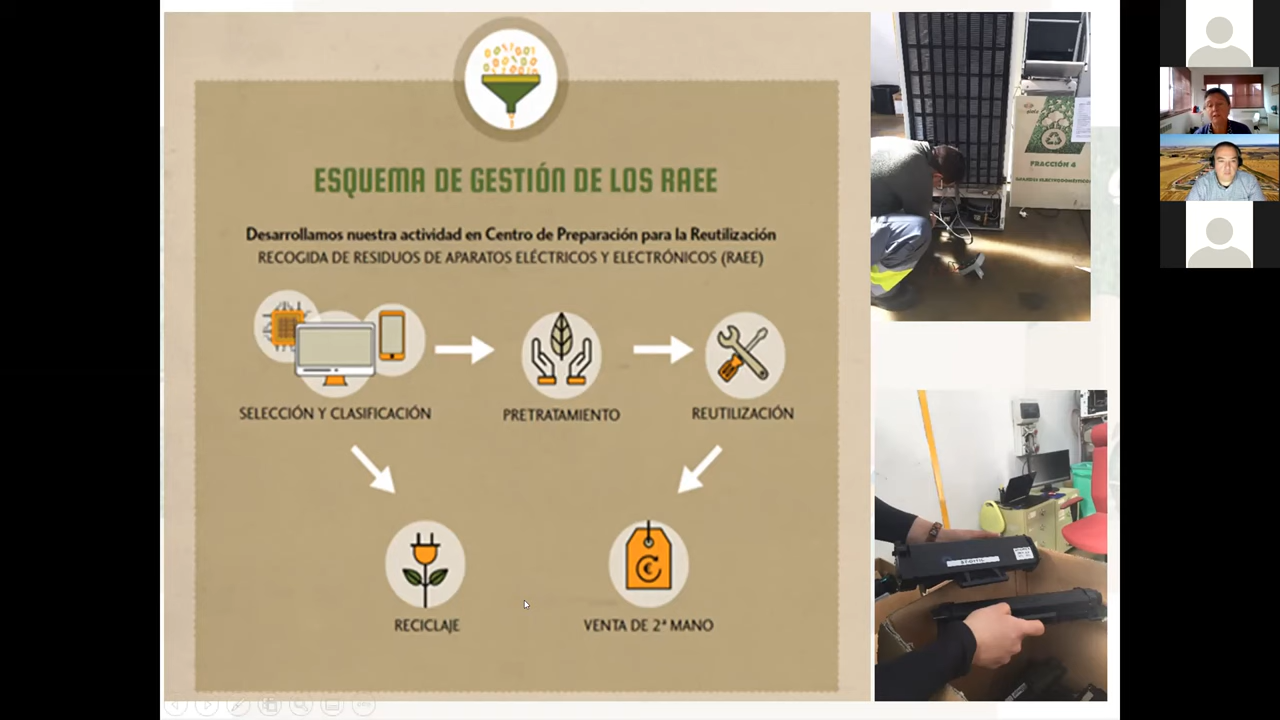 ESQUEMA DE GESTIÓN DE LOS RAEE
Desarrollamos nuestra actividad en Centro de Preparación para la Reutilización
RECOGIDA DE RESIDUOS DE APARATOS ELÉCTRICOS Y ELECTRÓNICOS (RAEE)
SELECCIÓN Y CLASIFICACIÓN
PRETRATAMIENTO
REUTILIZACIÓN
RECICLAJE
VENTA DE 2ª MANO
FRACCIÓN 4